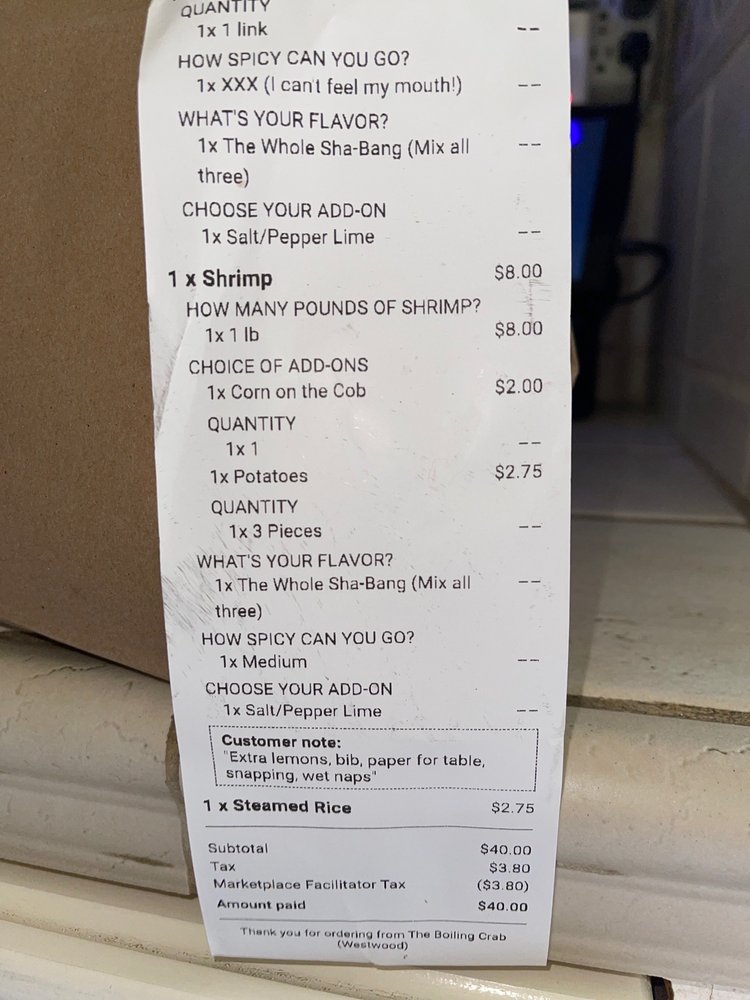 QUANTITY
1x 1 link --
HOW SPICY CAN YOU GO?
1x XXX (I can't feel my mouth!) --
WHAT'S YOUR FLAVOR?
1x The Whole Sha-Bang (Mix all --
three)
CHOOSE YOUR ADD-ON
1x Salt/Pepper Lime --
1 x Shrimp $8.00
HOW MANY POUNDS OF SHRIMP?
1x 1 lb $8.00
CHOICE OF ADD-ONS
1x Corn on the Cob $2.00
QUANTITY
1x 1 --
1x Potatoes $2.75
QUANTITY
1x 3 Pieces --
WHAT'S YOUR FLAVOR?
1x The Whole Sha-Bang (Mix all --
three)
HOW SPICY CAN YOU GO?
1x Medium --
CHOOSE YOUR ADD-ON
1x Salt/Pepper Lime --
Customer note:
"Extra lemons, bib, paper for table,
snapping, wet naps"
1 x Steamed Rice $2.75
Subtotal $40.00
Tax $3.80
Marketplace Facilitator Tax ($3.80)
Amount paid $40.00
Thank you for ordering from The Boiling Crab
(Westwood)